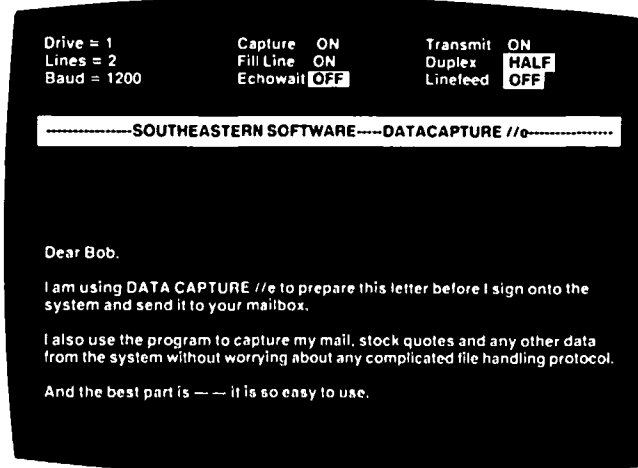 Drive = 1 Capture ON Transmit ON
Lines = 2 Fill Line ON Duplex HALF
Baud = 1200 Echowait OFF Linefeed OFF
----------------SOUTHEASTERN SOFTWARE-----DATACAPTURE //e----------------
Dear Bob.
I am using DATA CAPTURE //e to prepare this letter before I sign onto the
system and send it to your mailbox.
I also use the program to capture my mail, stock quotes and any other data
from the system without worrying about any complicated file handling protocol.
And the best part is — — it is so easy to use.